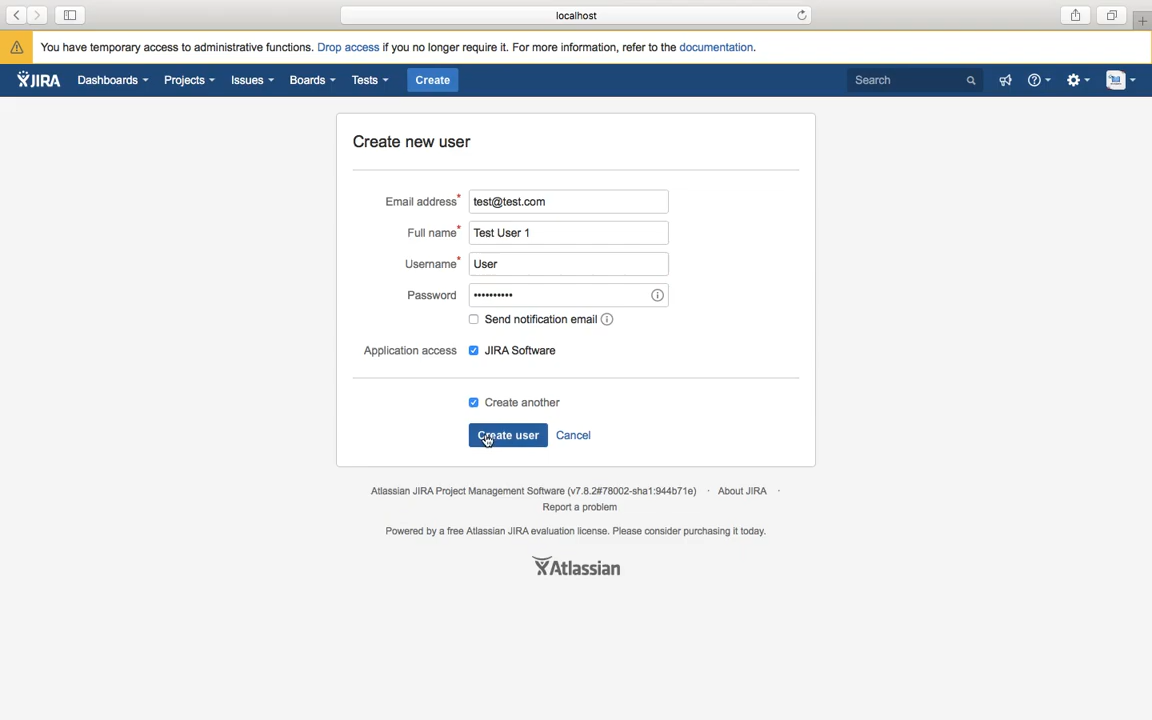 localhost
You have temporary access to administrative functions. Drop access if you no longer require it. For more information, refer to the documentation.
JIRA Dashboards Projects Issues Boards Tests Create Search
Create new user
Email address* test@test.com
Full name* Test User 1
Username* User
Password ••••••••••
Send notification email
Application access JIRA Software
Create another
Create user Cancel
Atlassian JIRA Project Management Software (v7.8.2#78002-sha1:944b71e) · About JIRA ·
Report a problem
Powered by a free Atlassian JIRA evaluation license. Please consider purchasing it today.
Atlassian